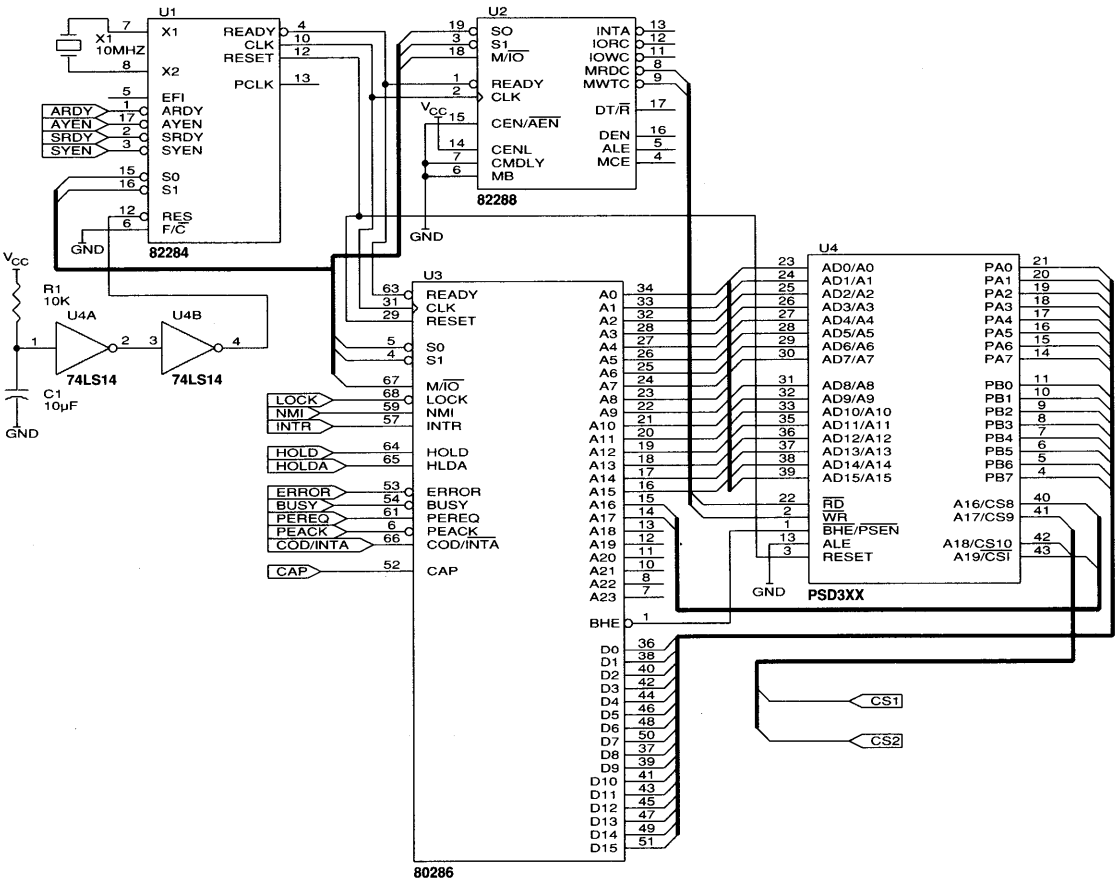 U1
X1
10MHZ
7 X1
8 X2
5 EFI
ARDY 1 ARDY
AYEN 17 AYEN
SRDY 2 SRDY
SYEN 3 SYEN
15 S0
16 S1
12 RES
6 F/C̅
READY 4
CLK 10
RESET 12
PCLK 13
GND
82284
U2
19 SO
3 S1
18 M/I̅O̅
1 READY
2 CLK
VCC
15 CEN/A̅E̅N̅
14 CENL
7 CMDLY
6 MB
INTA 13
IORC 12
IOWC 11
MRDC 8
MWTC 9
DT/R̅ 17
DEN 16
ALE 5
MCE 4
GND
82288
VCC
R1
10K
U4A
U4B
1 2 3 4
74LS14 74LS14
C1
10µF
GND
U3
63 READY
31 CLK
29 RESET
5 S0
4 S1
67 M/I̅O̅
LOCK 68 LOCK
NMI 59 NMI
INTR 57 INTR
HOLD 64 HOLD
HOLDA 65 HLDA
ERROR 53 ERROR
BUSY 54 BUSY
PEREQ 61 PEREQ
PEACK 6 PEACK
COD/INTA 66 COD/I̅N̅T̅A̅
CAP 52 CAP
A0 34
A1 33
A2 32
A3 28
A4 27
A5 26
A6 25
A7 24
A8 23
A9 22
A10 21
A11 20
A12 19
A13 18
A14 17
A15 16
A16 15
A17 14
A18 13
A19 12
A20 11
A21 10
A22 8
A23 7
BHE 1
D0 36
D1 38
D2 40
D3 42
D4 44
D5 46
D6 48
D7 50
D8 37
D9 39
D10 41
D11 43
D12 45
D13 47
D14 49
D15 51
80286
U4
23 AD0/A0
24 AD1/A1
25 AD2/A2
26 AD3/A3
27 AD4/A4
28 AD5/A5
29 AD6/A6
30 AD7/A7
31 AD8/A8
32 AD9/A9
33 AD10/A10
35 AD11/A11
36 AD12/A12
37 AD13/A13
38 AD14/A14
39 AD15/A15
22 R̅D̅
2 W̅R̅
1 B̅H̅E̅/P̅S̅E̅N̅
13 ALE
3 RESET
PA0 21
PA1 20
PA2 19
PA3 18
PA4 17
PA5 16
PA6 15
PA7 14
PB0 11
PB1 10
PB2 9
PB3 8
PB4 7
PB5 6
PB6 5
PB7 4
A16/CS8 40
A17/CS9 41
A18/CS10 42
A19/C̅S̅I̅ 43
GND
PSD3XX
CS1
CS2